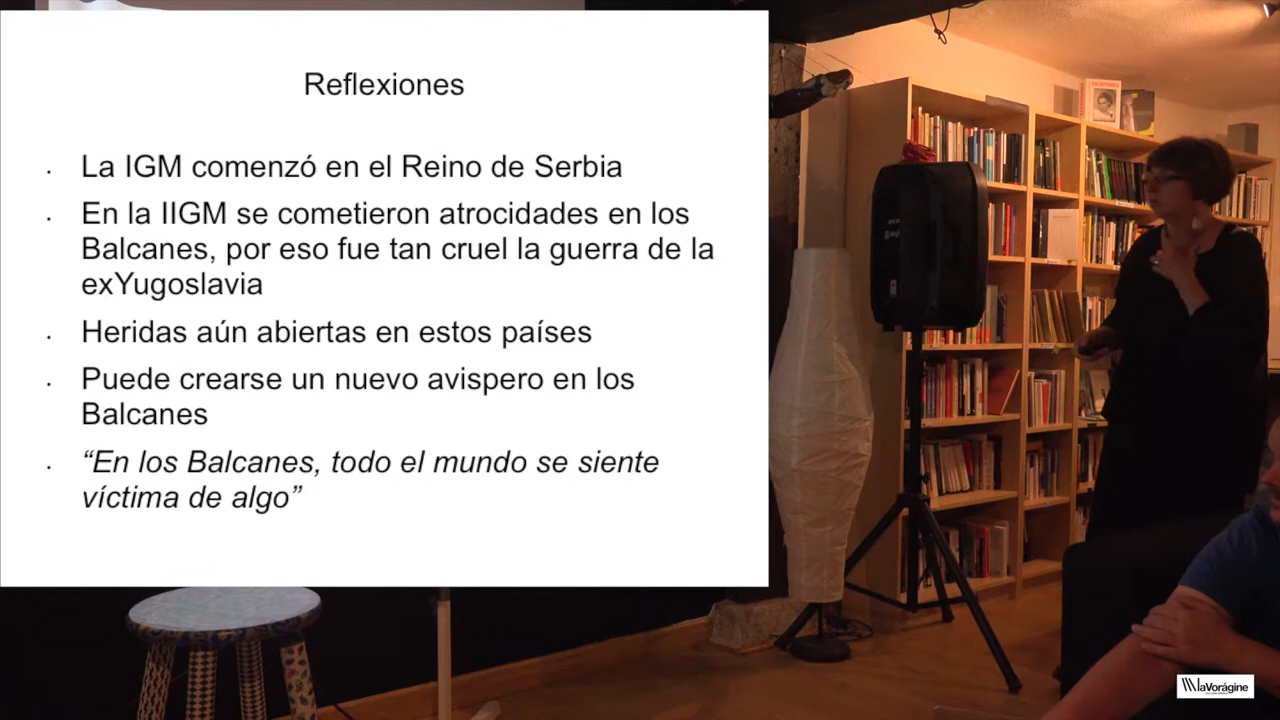 Reflexiones
· La IGM comenzó en el Reino de Serbia
· En la IIGM se cometieron atrocidades en los
Balcanes, por eso fue tan cruel la guerra de la
exYugoslavia
· Heridas aún abiertas en estos países
· Puede crearse un nuevo avispero en los
Balcanes
· “En los Balcanes, todo el mundo se siente
víctima de algo”
laVorágine